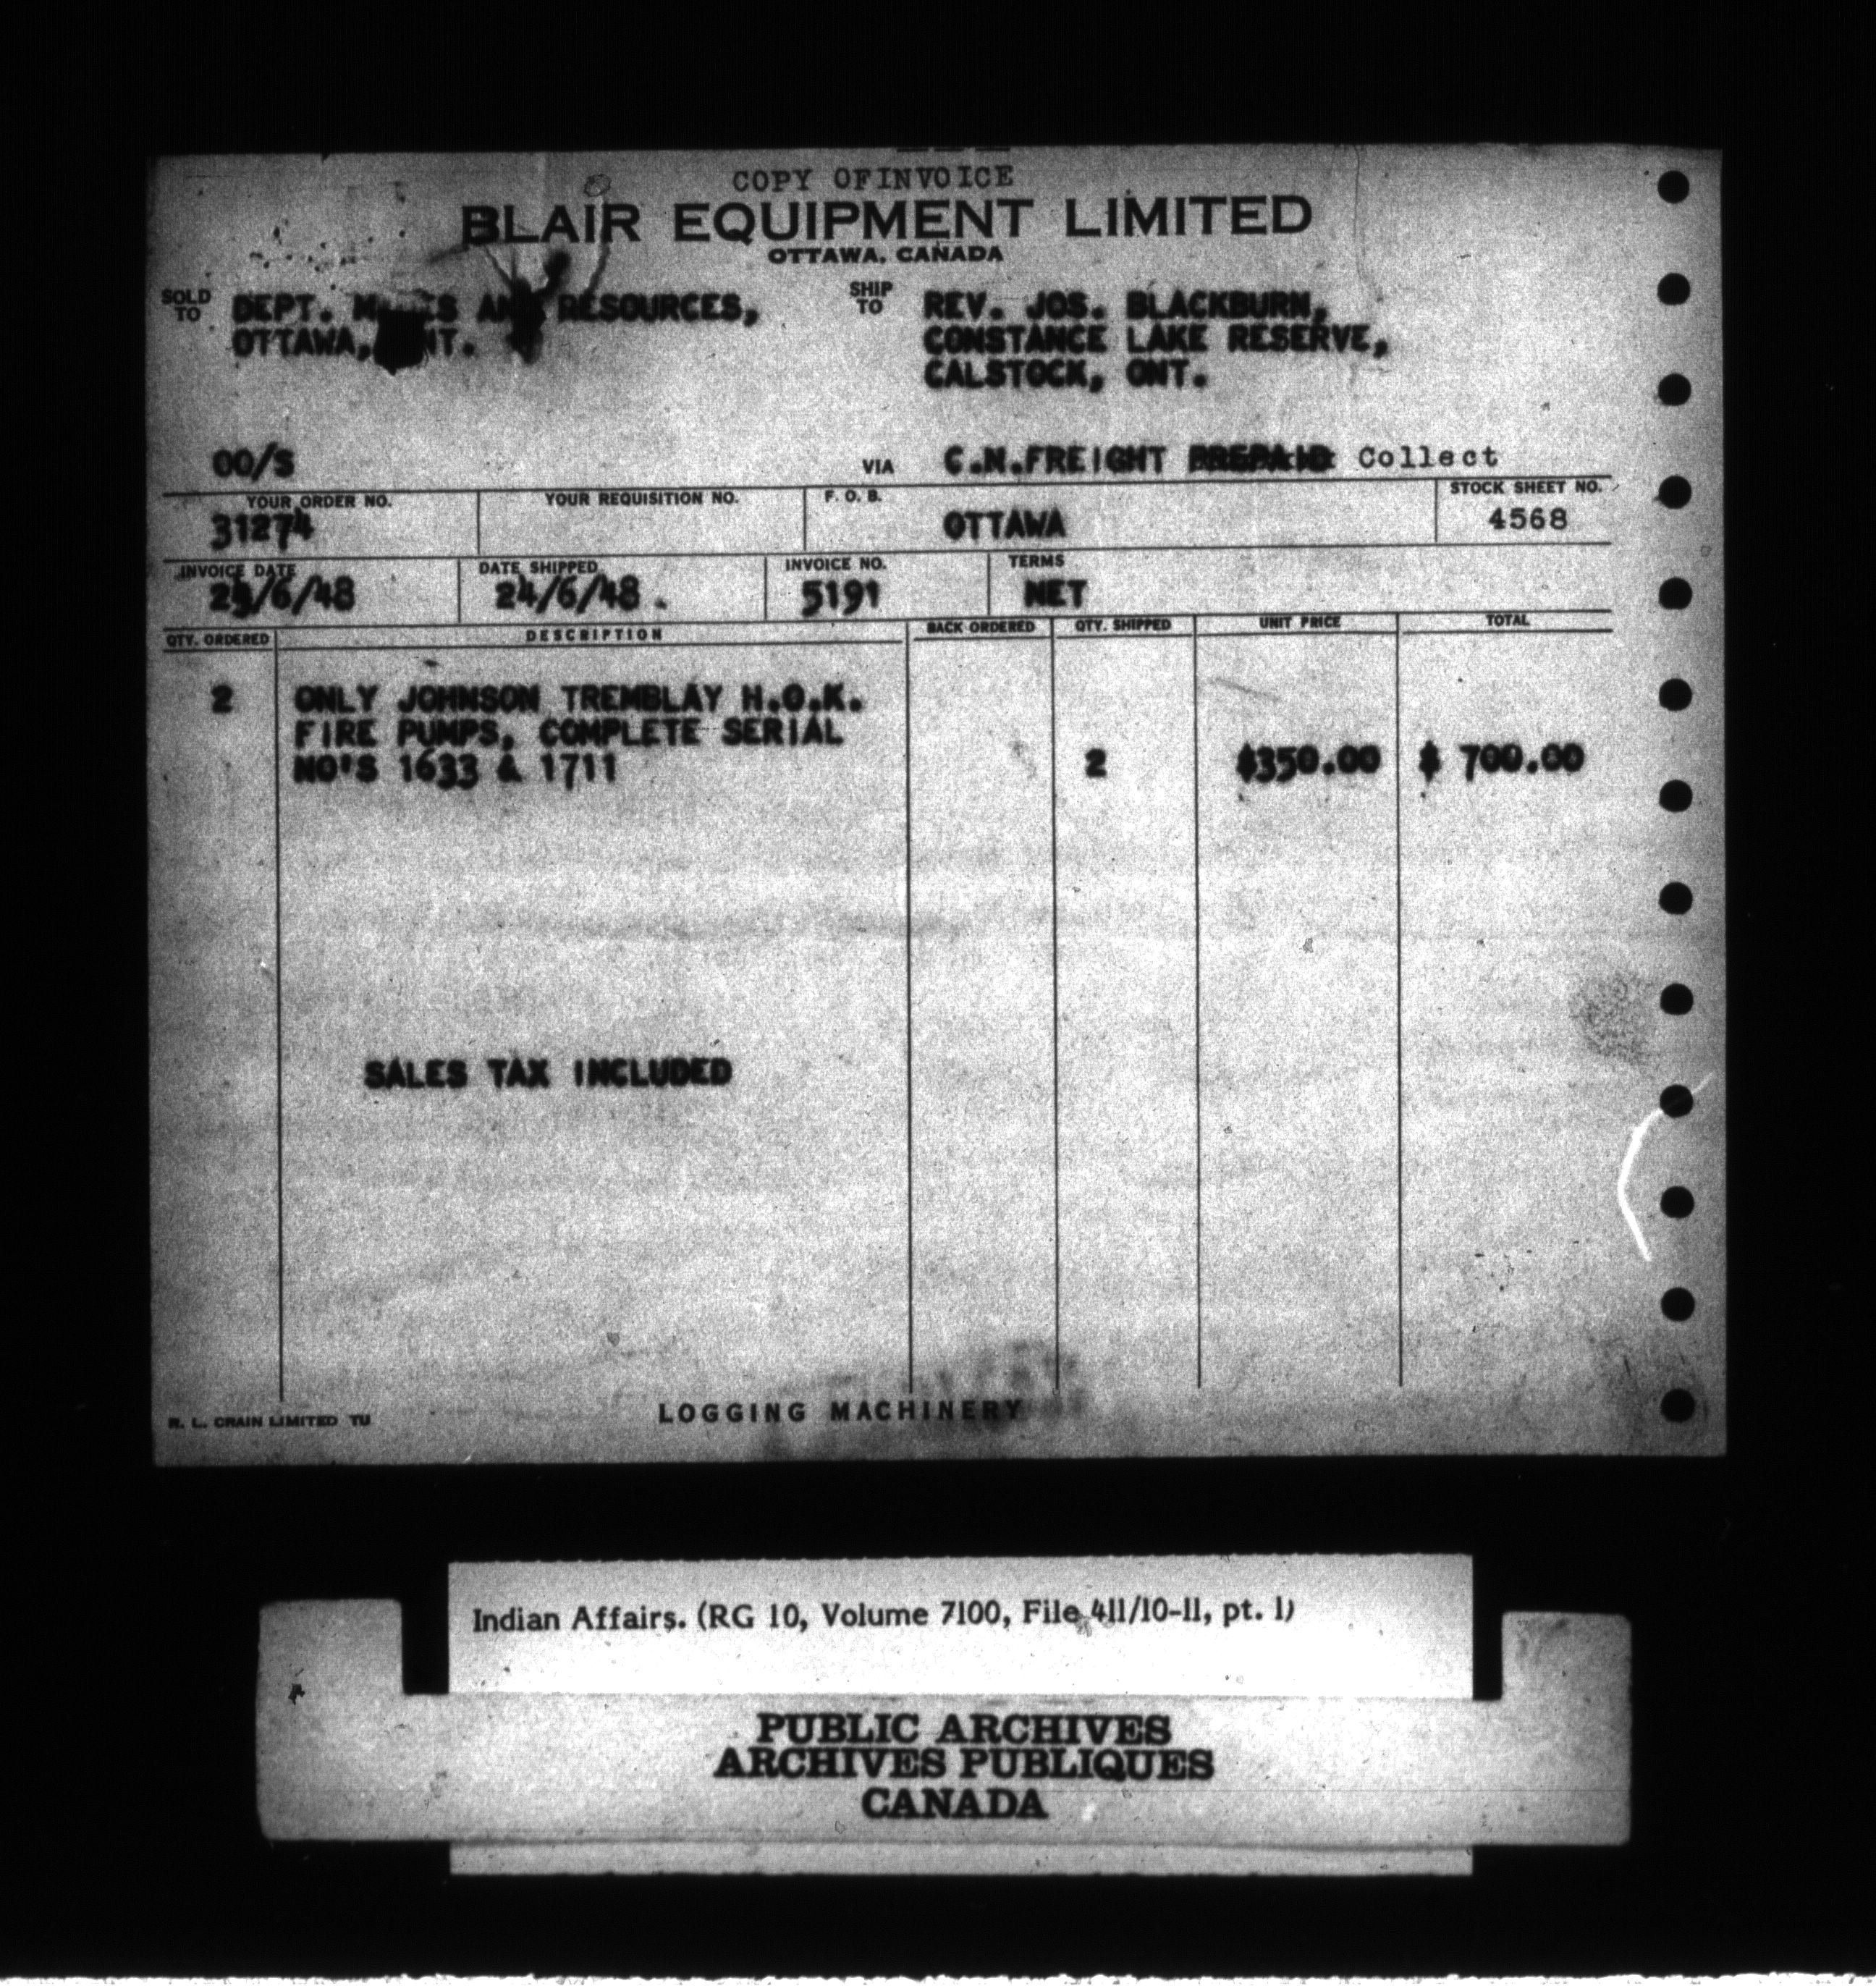 COPY OFINVOICE
BLAIR EQUIPMENT LIMITED
OTTAWA, CANADA
SOLD TO
DEPT. AND RESOURCES,
OTTAWA,
SHIP TO
REV. JOS. BLACKBURN,
CONSTANCE LAKE RESERVE,
CALSTOCK, ONT.
OO/S
VIA C.N.FREIGHT PREPAID Collect
YOUR ORDER NO. YOUR REQUISITION NO. F. O. B. STOCK SHEET NO.
31274 OTTAWA 4568
INVOICE DATE DATE SHIPPED INVOICE NO. TERMS
24/6/48. 5191 NET
QTY. ORDERED DESCRIPTION BACK ORDERED QTY. SHIPPED UNIT PRICE TOTAL
2 ONLY JOHNSON TREMBLAY H.O.K.
FIRE PUMPS, COMPLETE SERIAL
NO'S 1633 & 1711 2 $350.00 $ 700.00
SALES TAX INCLUDED
R. L. CRAIN LIMITED TU
LOGGING MACHINERY
Indian Affairs. (RG 10, Volume 7100, File 411/10-11, pt. 1)
PUBLIC ARCHIVES
ARCHIVES PUBLIQUES
CANADA